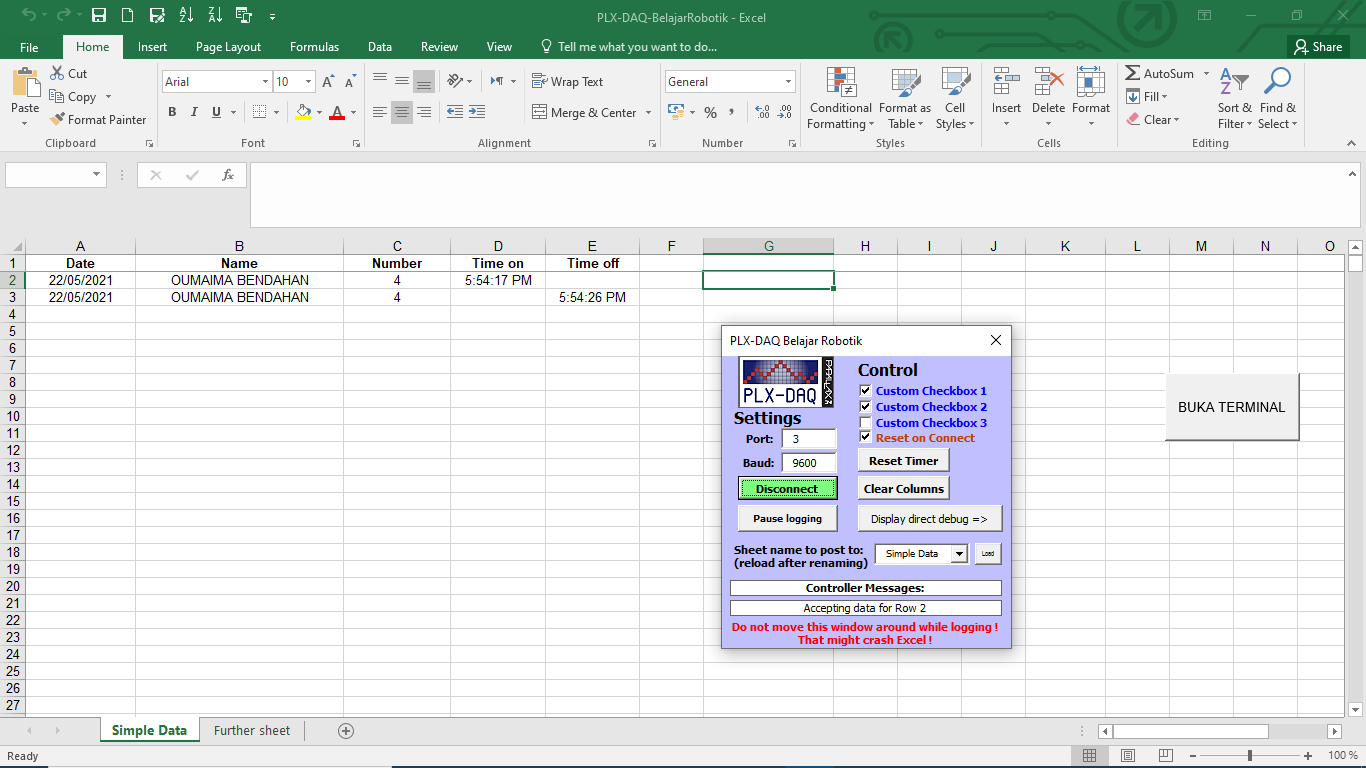 PLX-DAQ-BelajarRobotik - Excel
File Home Insert Page Layout Formulas Data Review View Tell me what you want to do... Share
Paste
Cut
Copy
Format Painter
Clipboard
Arial 10
B I U
Font
Wrap Text
Merge & Center
Alignment
General
%
Number
Conditional Formatting
Format as Table
Cell Styles
Styles
Insert Delete Format
Cells
AutoSum
Fill
Clear
Sort & Filter
Find & Select
Editing
fx
A B C D E F G H I J K L M N O
1 Date Name Number Time on Time off
2 22/05/2021 OUMAIMA BENDAHAN 4 5:54:17 PM
3 22/05/2021 OUMAIMA BENDAHAN 4 5:54:26 PM
4
5
6
7
8
9
10
11
12
13
14
15
16
17
18
19
20
21
22
23
24
25
26
27
PLX-DAQ Belajar Robotik
PARALLAX
PLX-DAQ
Settings
Port: 3
Baud: 9600
Disconnect
Pause logging
Control
Custom Checkbox 1
Custom Checkbox 2
Custom Checkbox 3
Reset on Connect
Reset Timer
Clear Columns
Display direct debug =>
Sheet name to post to:
(reload after renaming)
Simple Data
Load
Controller Messages:
Accepting data for Row 2
Do not move this window around while logging !
That might crash Excel !
BUKA TERMINAL
Simple Data Further sheet
Ready
100 %